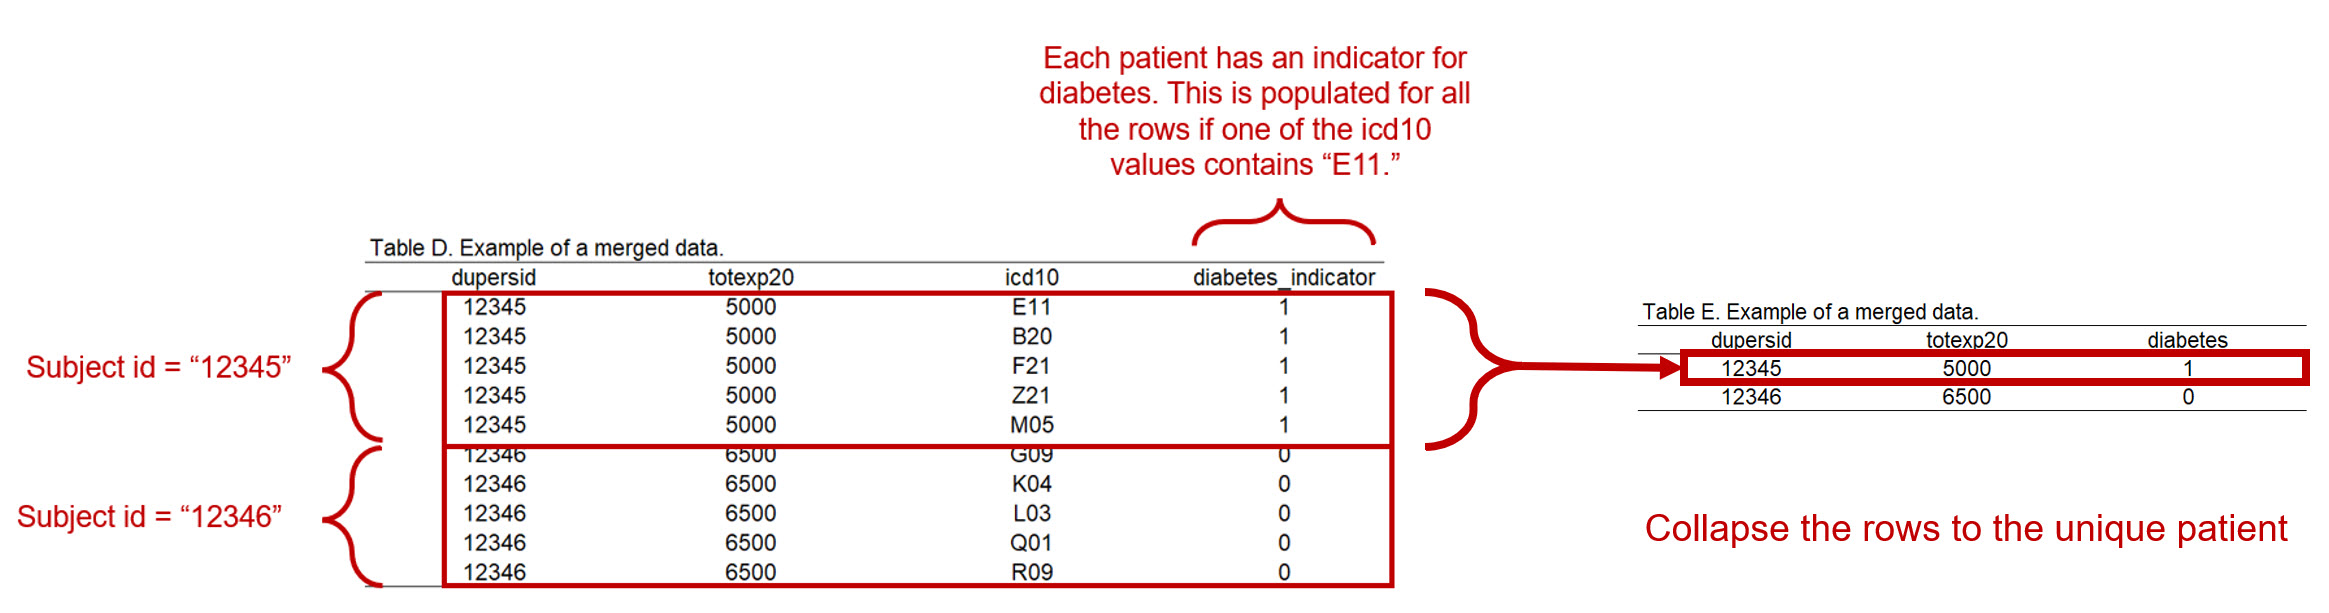 Each patient has an indicator for
diabetes. This is populated for all
the rows if one of the icd10
values contains “E11.”
Table D. Example of a merged data.
dupersid totexp20 icd10 diabetes_indicator
12345 5000 E11 1
12345 5000 B20 1
12345 5000 F21 1
12345 5000 Z21 1
12345 5000 M05 1
12346 6500 G09 0
12346 6500 K04 0
12346 6500 L03 0
12346 6500 Q01 0
12346 6500 R09 0
Subject id = “12345”
Subject id = “12346”
Table E. Example of a merged data.
dupersid totexp20 diabetes
12345 5000 1
12346 6500 0
Collapse the rows to the unique patient